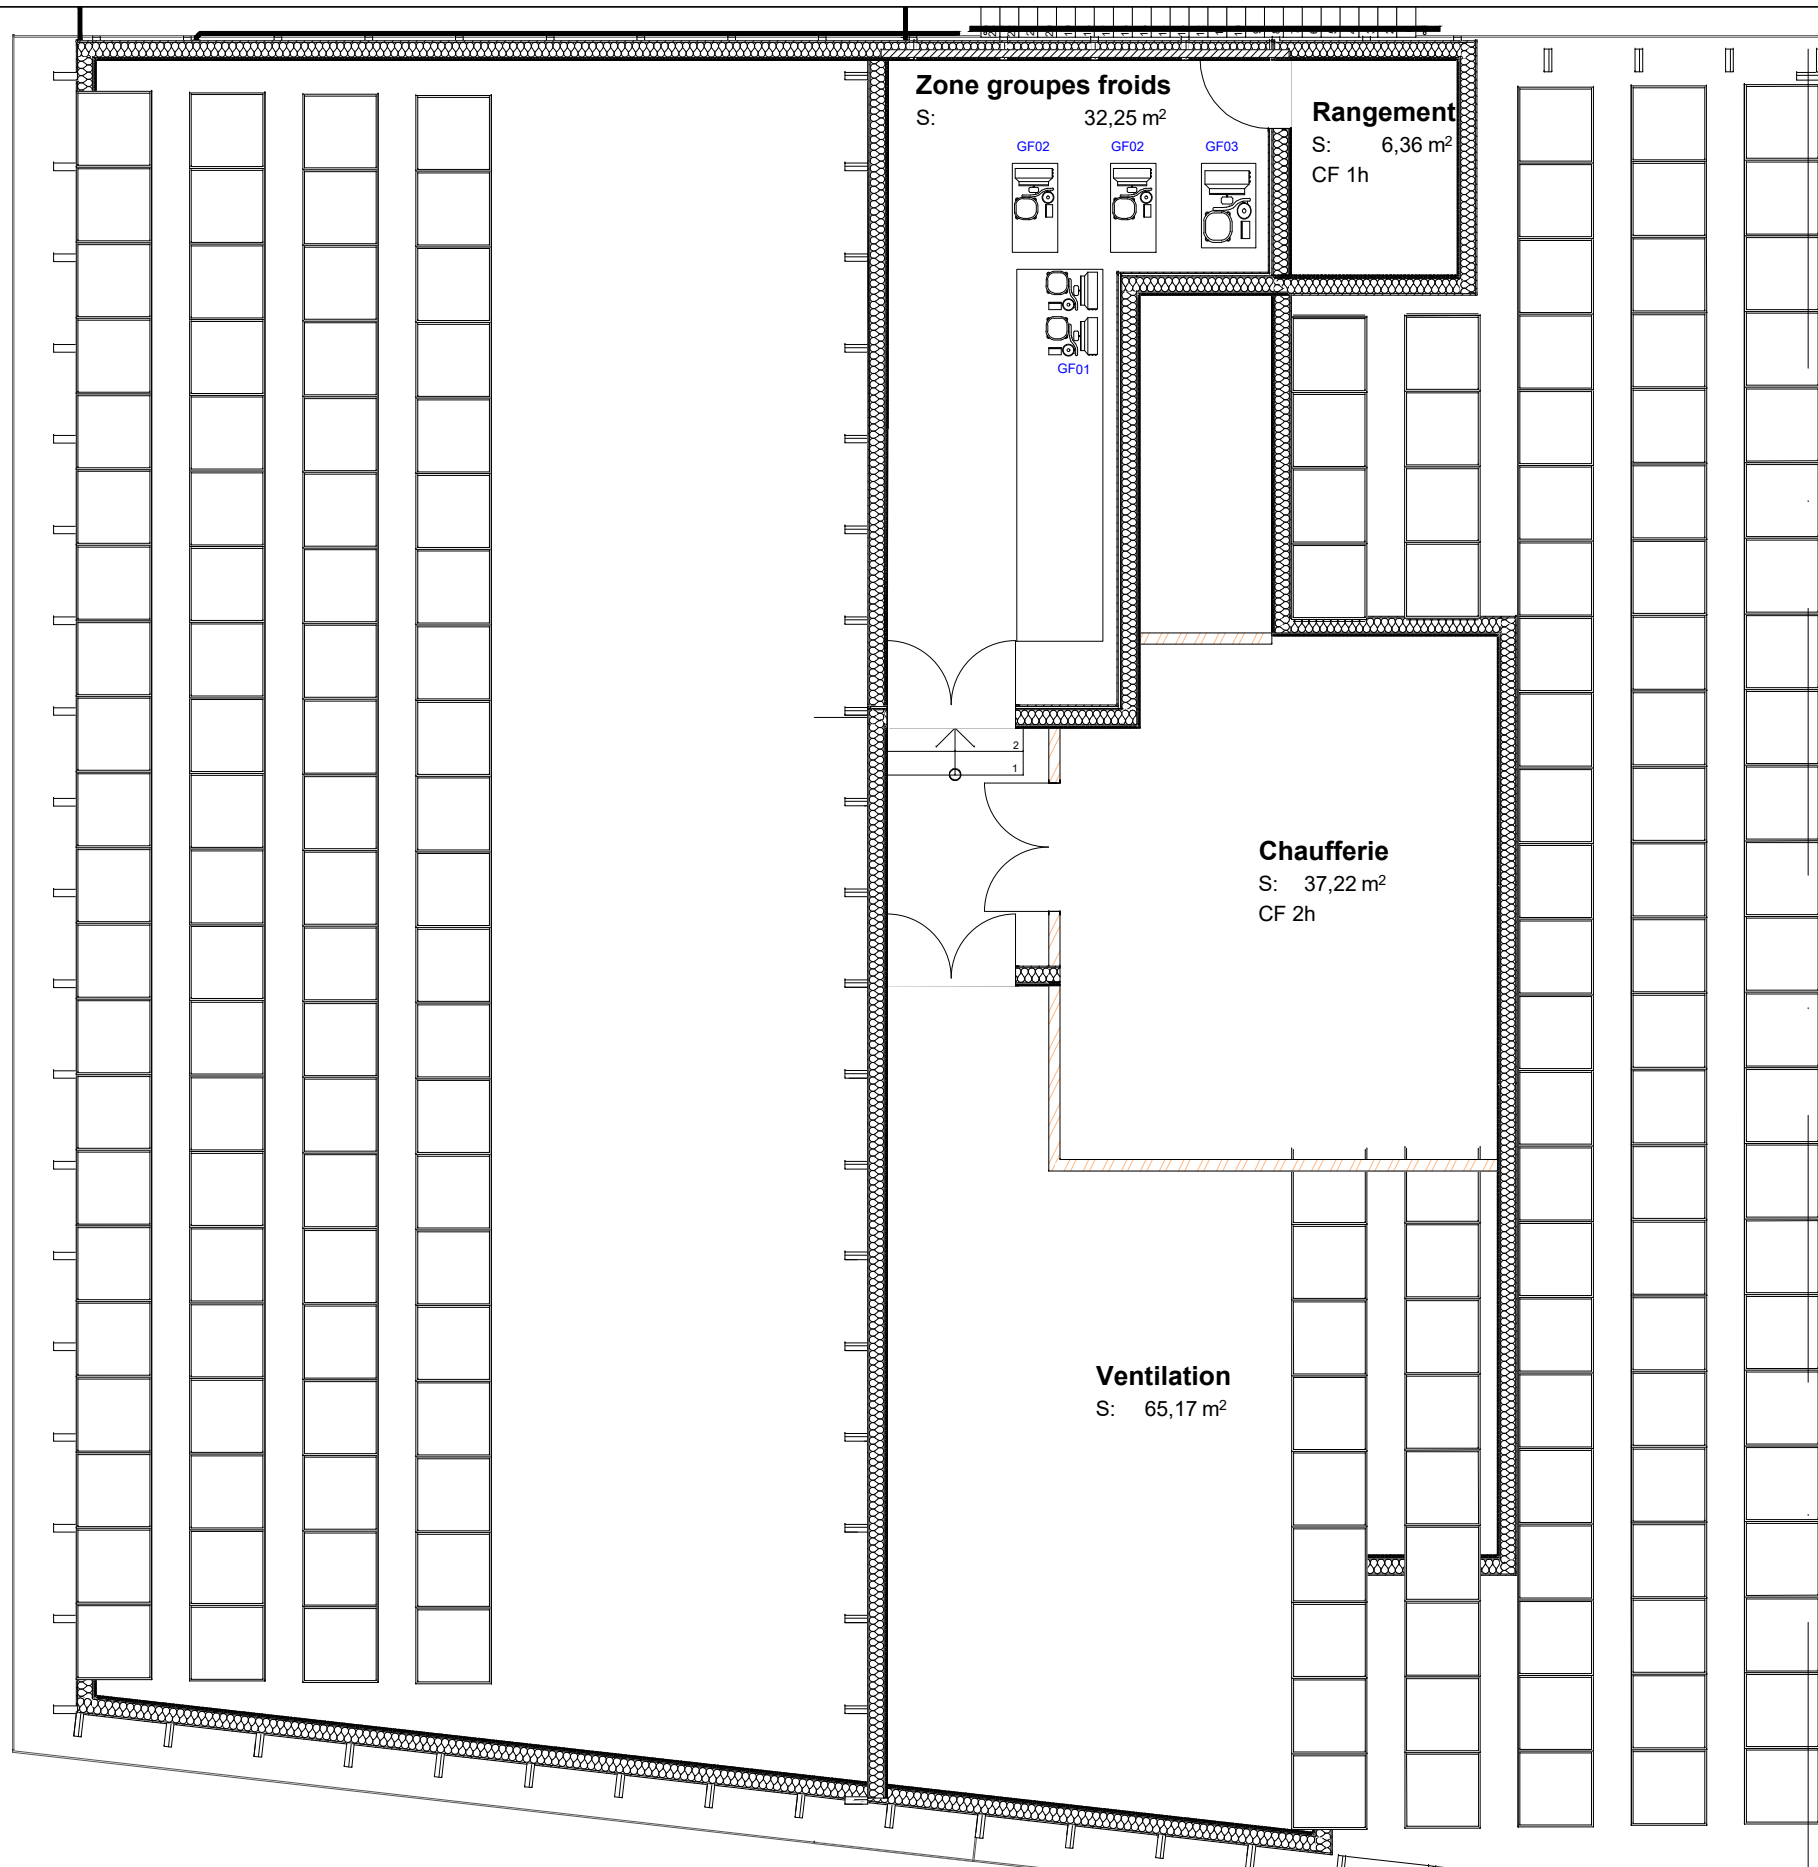 Zone groupes froids
S: 32,25 m²
Rangement
S: 6,36 m²
CF 1h
GF02
GF02
GF03
GF01
2
1
Chaufferie
S: 37,22 m²
CF 2h
Ventilation
S: 65,17 m²